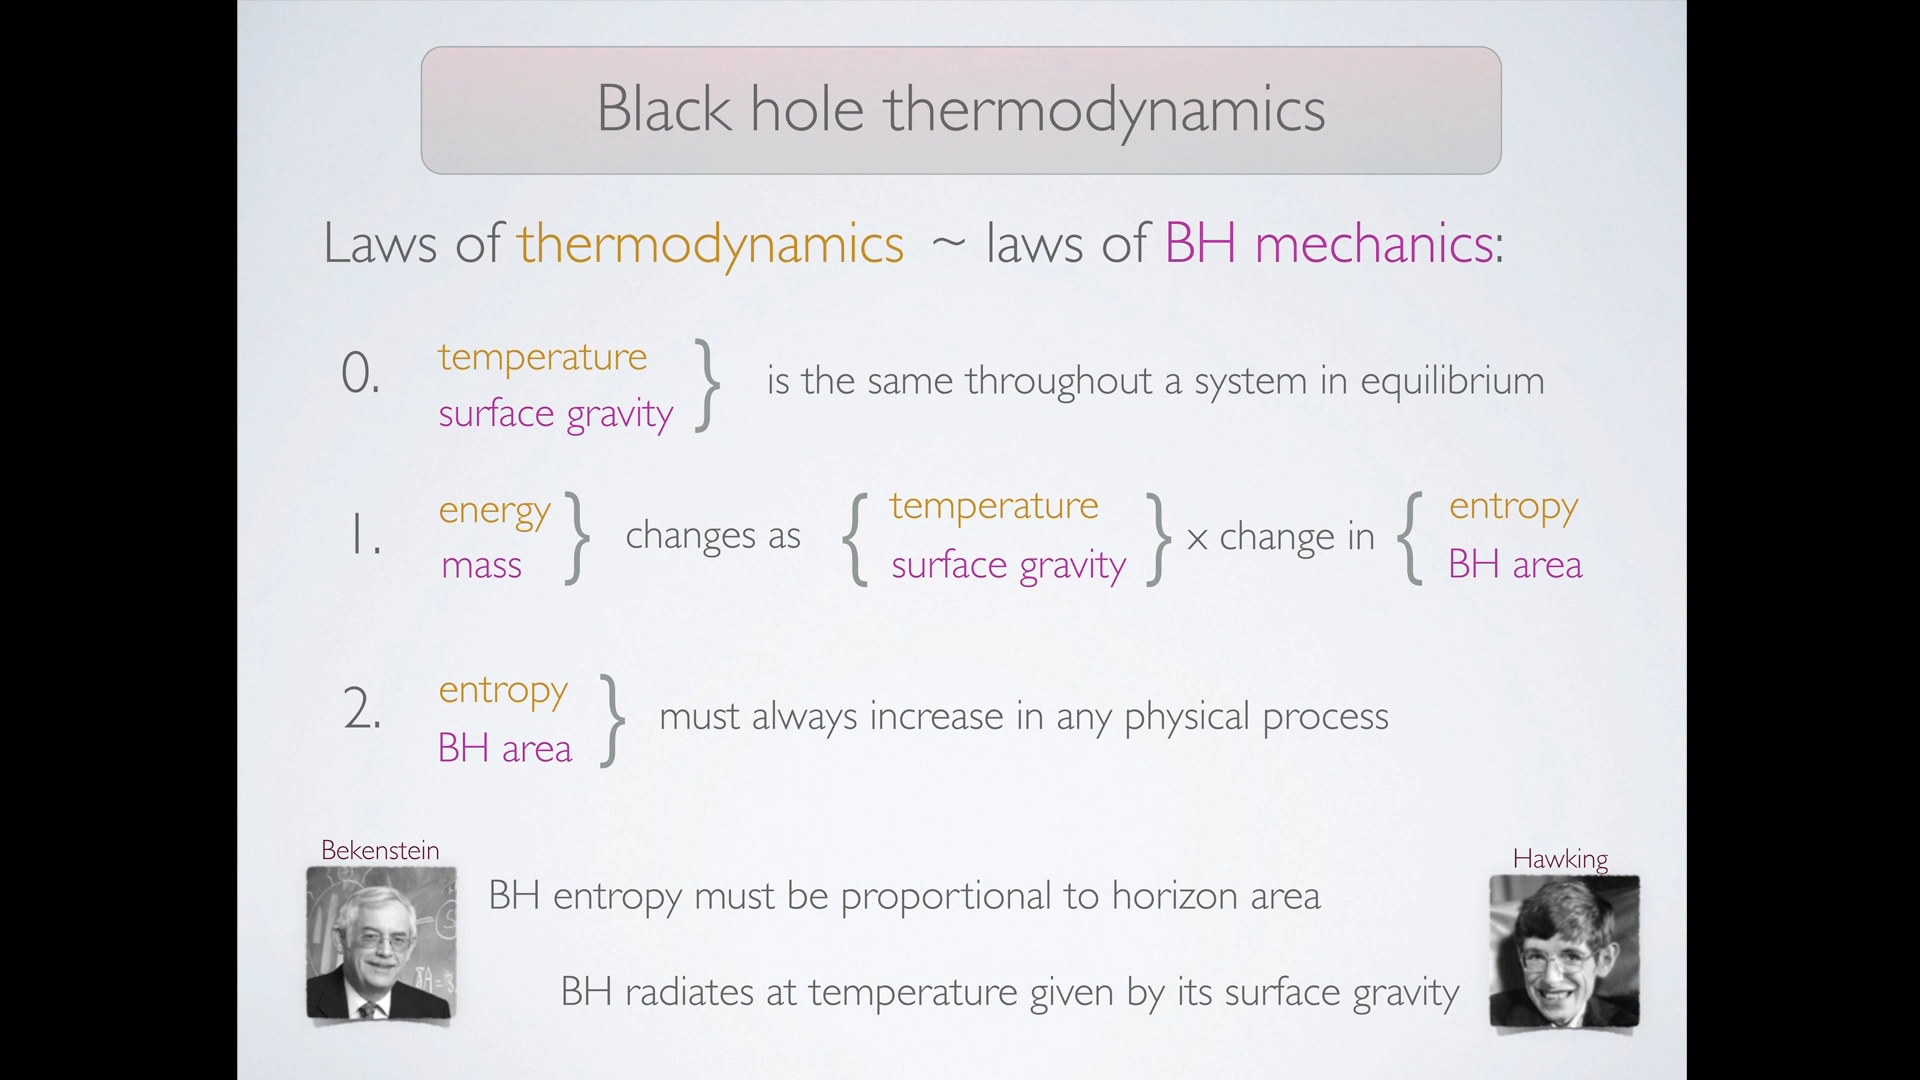 Black hole thermodynamics
Laws of thermodynamics ~ laws of BH mechanics:
0. temperature
surface gravity } is the same throughout a system in equilibrium
1. energy
mass } changes as { temperature
surface gravity } x change in { entropy
BH area
2. entropy
BH area } must always increase in any physical process
Bekenstein
Hawking
BH entropy must be proportional to horizon area
BH radiates at temperature given by its surface gravity